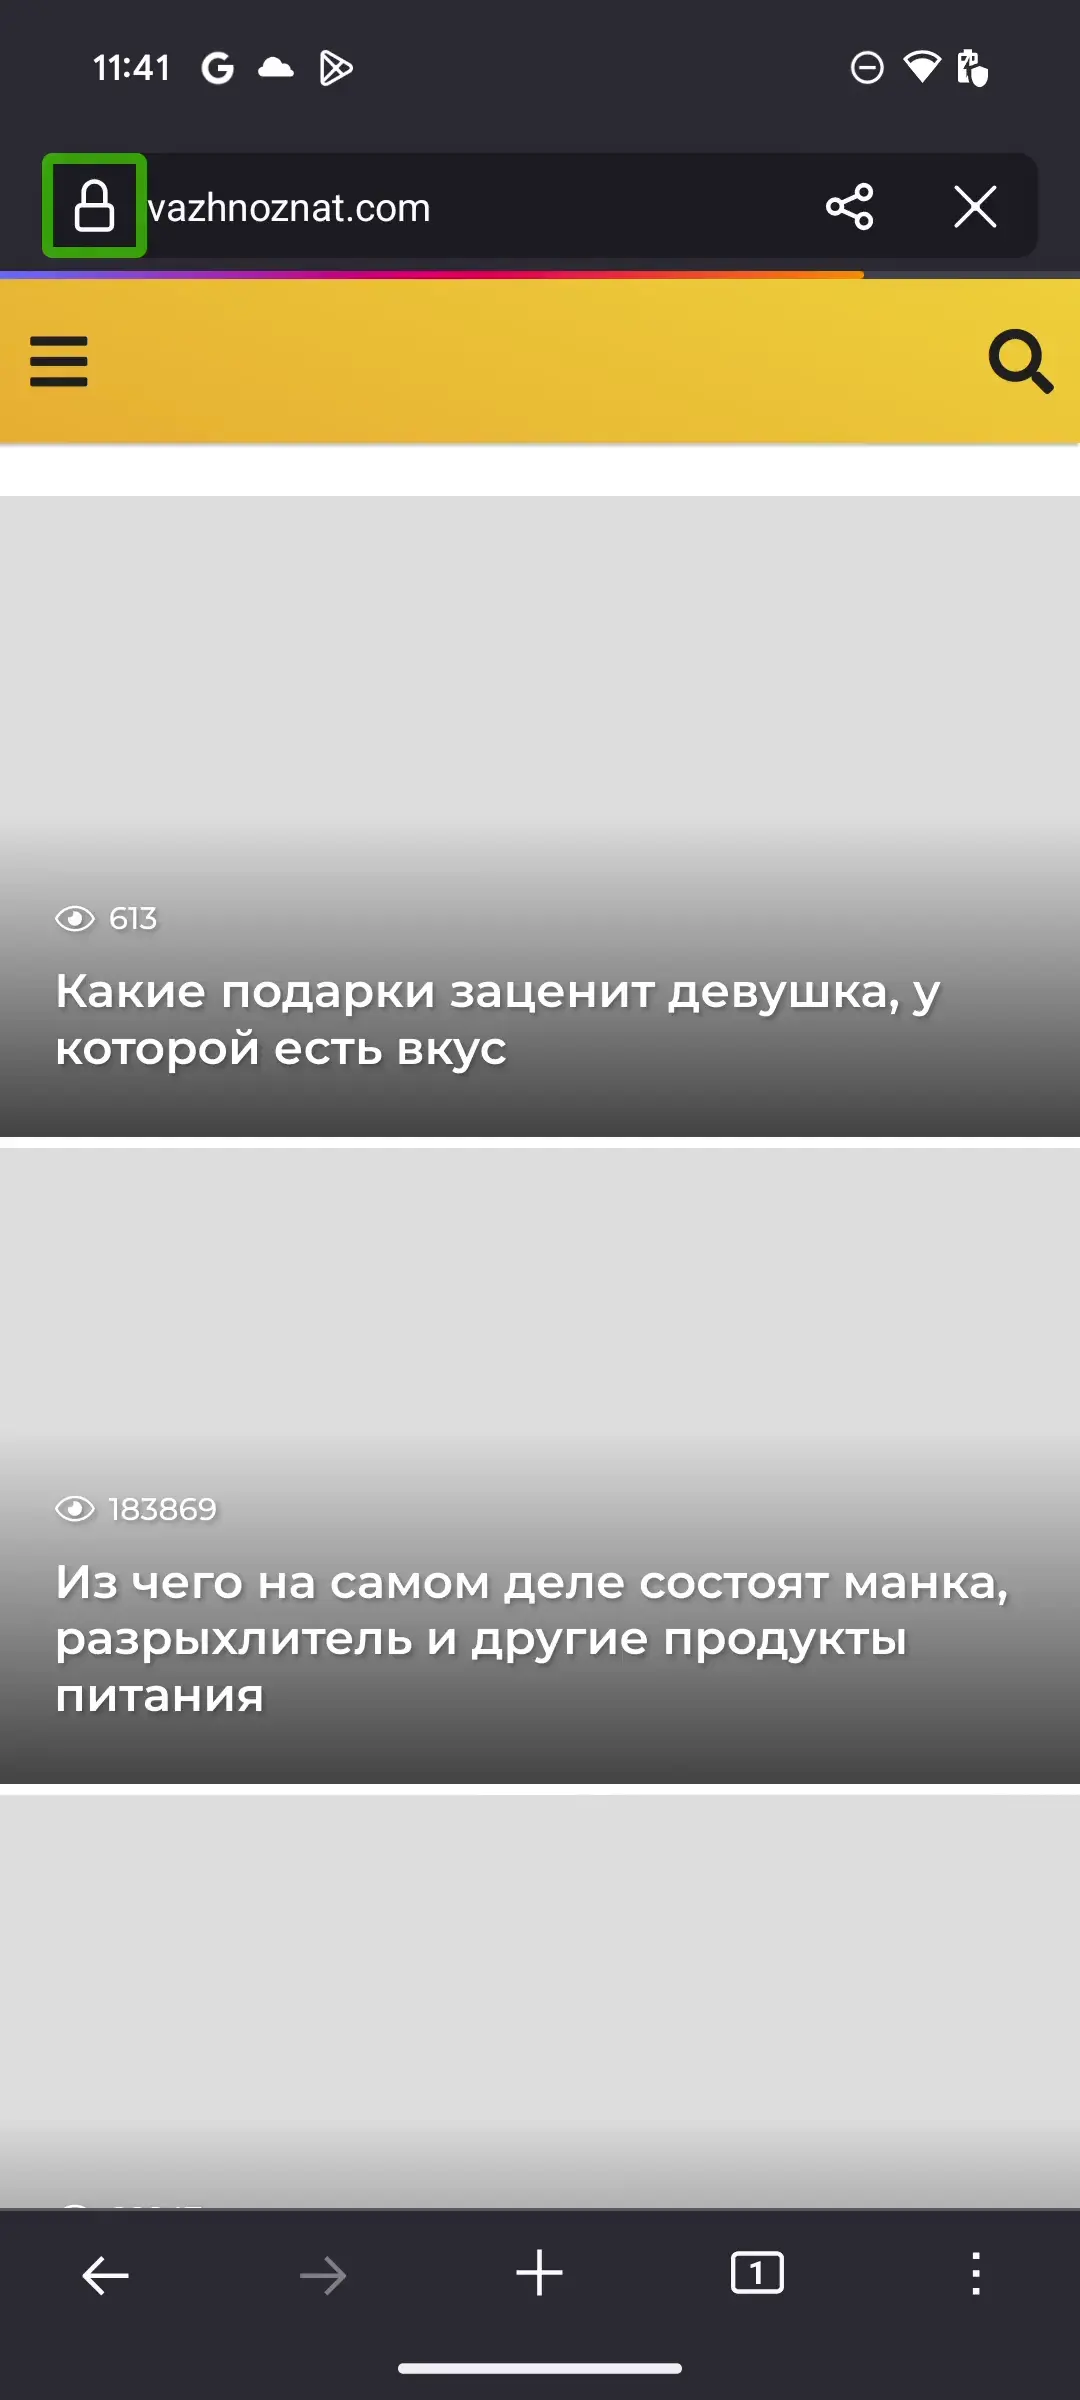 11:41
vazhnoznat.com
613
Какие подарки заценит девушка, у
которой есть вкус
183869
Из чего на самом деле состоят манка,
разрыхлитель и другие продукты
питания
1